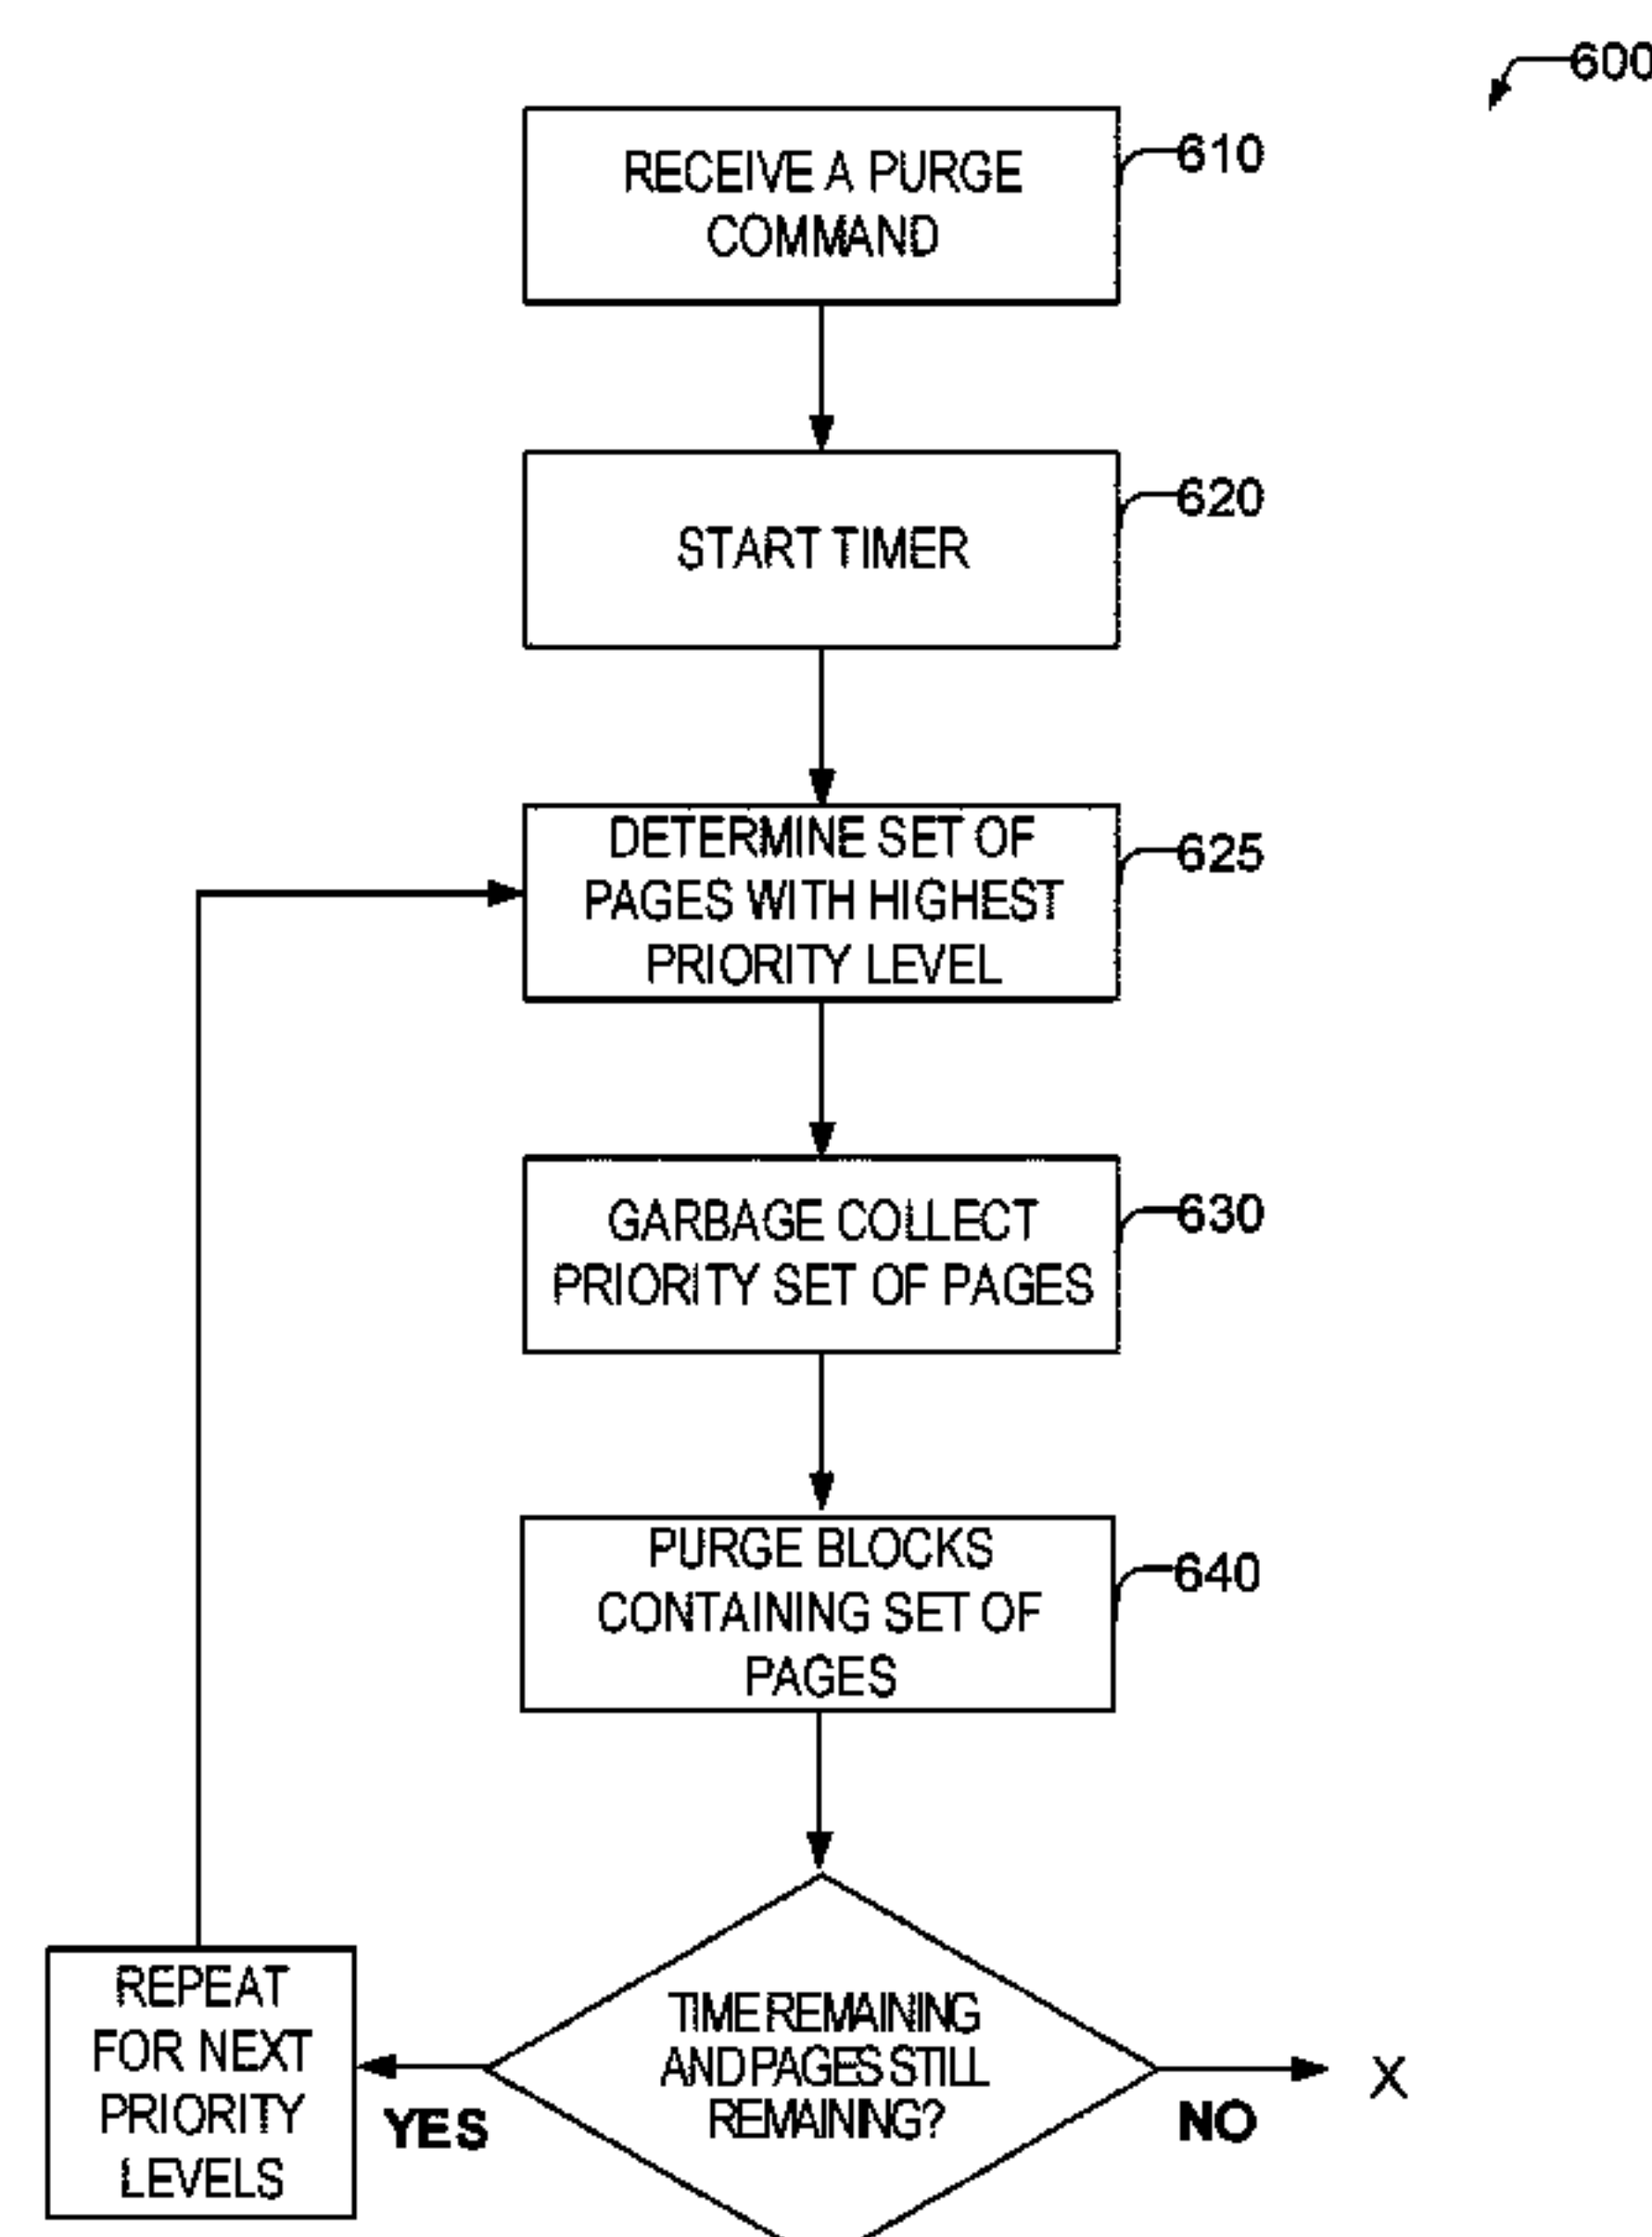 600
RECEIVE A PURGE
COMMAND
610
START TIMER
620
DETERMINE SET OF
PAGES WITH HIGHEST
PRIORITY LEVEL
625
GARBAGE COLLECT
PRIORITY SET OF PAGES
630
PURGE BLOCKS
CONTAINING SET OF
PAGES
640
REPEAT
FOR NEXT
PRIORITY
LEVELS
YES
TIME REMAINING
AND PAGES STILL
REMAINING?
NO
X